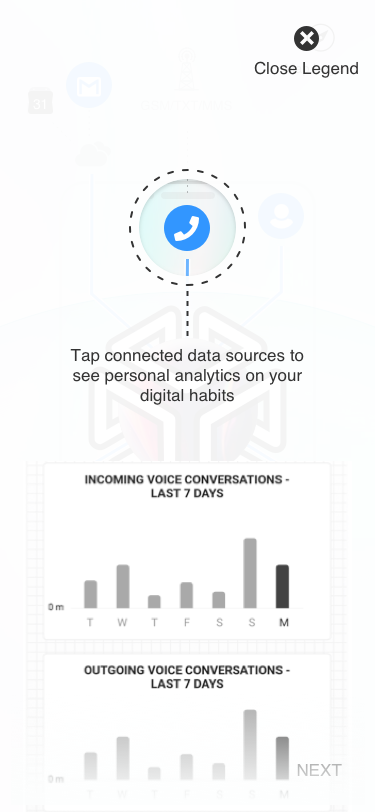 Close Legend
31
Tap connected data sources to
see personal analytics on your
digital habits
INCOMING VOICE CONVERSATIONS -
LAST 7 DAYS
0 m
T W T F S S M
OUTGOING VOICE CONVERSATIONS -
LAST 7 DAYS
0 m
NEXT
T W T F S S M